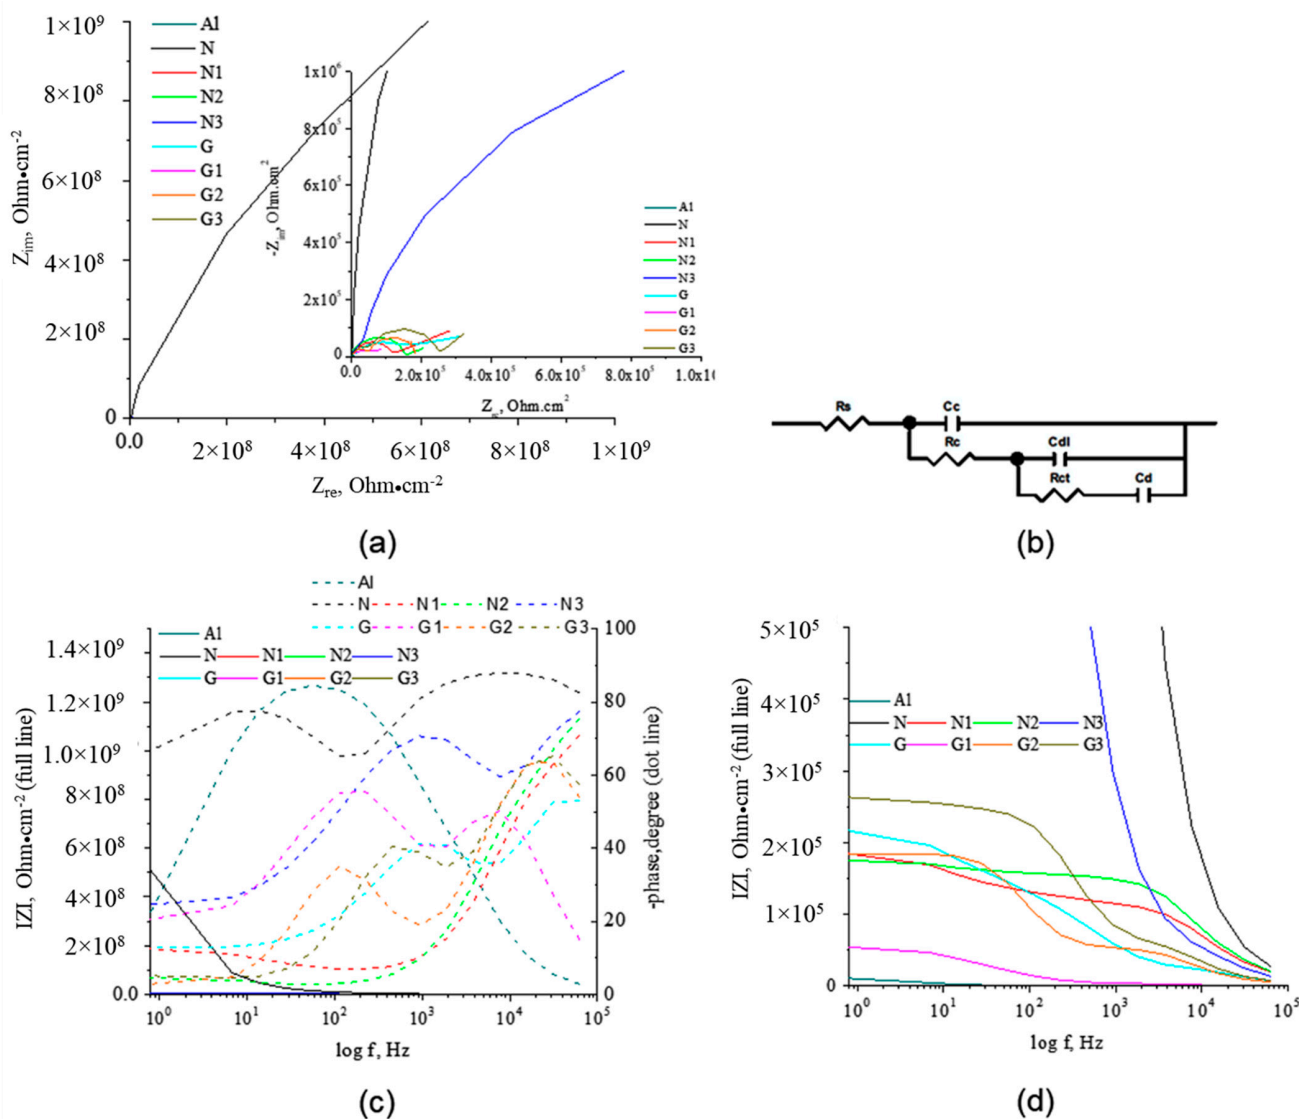 1×10⁹
8×10⁸
6×10⁸
4×10⁸
2×10⁸
0
Zim, Ohm•cm⁻²
Al
N
N1
N2
N3
G
G1
G2
G3
0.0
2×10⁸
4×10⁸
6×10⁸
8×10⁸
1×10⁹
Zre, Ohm•cm⁻²
1x10⁶
8x10⁵
6x10⁵
4x10⁵
2x10⁵
0
Ohm.cm²
Al
N
N1
N2
N3
G
G1
G2
G3
0.0
2.0x10⁵
4.0x10⁵
6.0x10⁵
8.0x10⁵
Ohm.cm²
(a)
Rs
Cc
Rc
Cdl
Rct
Cd
(b)
Al
N N1 N2 N3
G G1 G2 G3
Al
N N1 N2 N3
G G1 G2 G3
1.4×10⁹
1.2×10⁹
1.0×10⁹
8×10⁸
6×10⁸
4×10⁸
2×10⁸
0.0
IZI, Ohm•cm⁻² (full line)
100
80
60
40
20
0
-phase,degree (dot line)
10⁰ 10¹ 10² 10³ 10⁴ 10⁵
log f, Hz
(c)
5×10⁵
4×10⁵
3×10⁵
2×10⁵
1×10⁵
0
IZI, Ohm•cm⁻² (full line)
Al
N N1 N2 N3
G G1 G2 G3
10⁰ 10¹ 10² 10³ 10⁴ 10⁵
log f, Hz
(d)